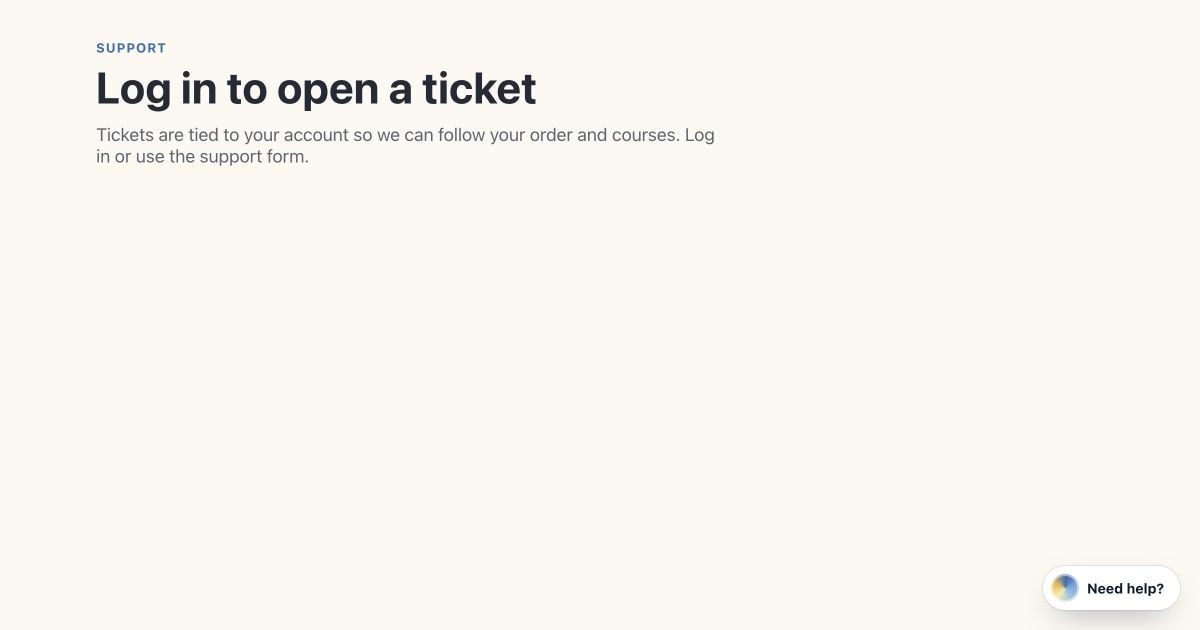 SUPPORT
Log in to open a ticket
Tickets are tied to your account so we can follow your order and courses. Log
in or use the support form.
Need help?